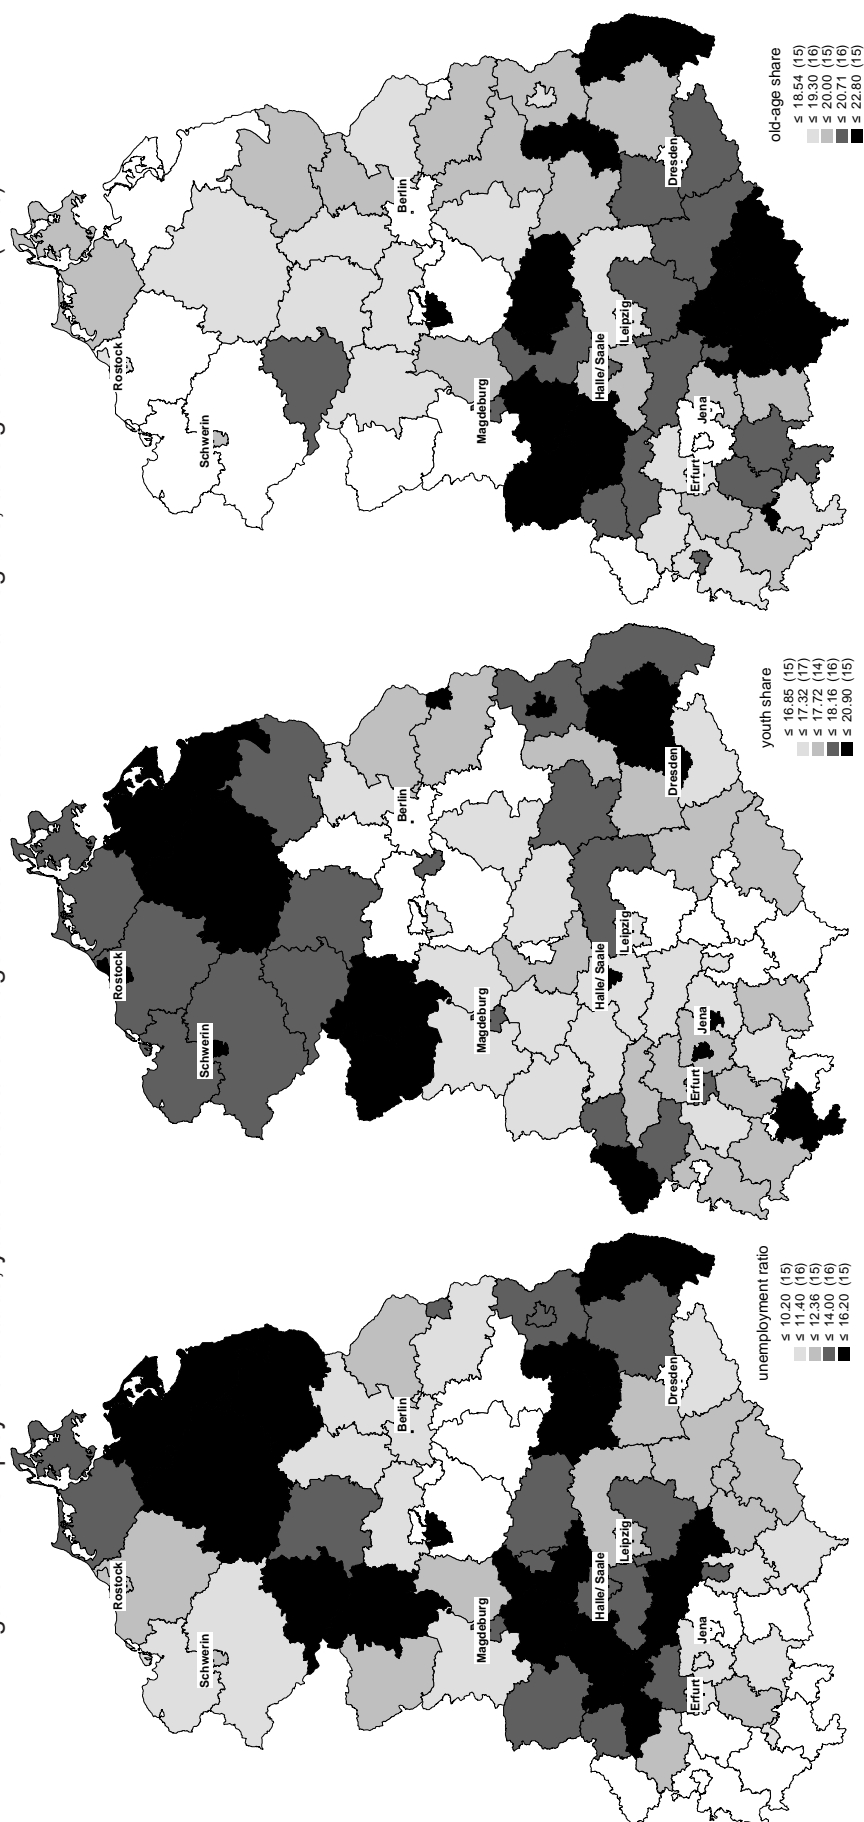 Rostock
Schwerin
Berlin
Magdeburg
Halle/ Saale
Leipzig
Dresden
Erfurt
Jena
unemployment ratio
≤ 10.20 (15)
≤ 11.40 (16)
≤ 12.36 (15)
≤ 14.00 (16)
≤ 16.20 (15)
Rostock
Schwerin
Berlin
Magdeburg
Halle/ Saale
Leipzig
Dresden
Erfurt
Jena
youth share
≤ 16.85 (15)
≤ 17.32 (17)
≤ 17.72 (14)
≤ 18.16 (16)
≤ 20.90 (15)
Rostock
Schwerin
Berlin
Magdeburg
Halle/ Saale
Leipzig
Dresden
Erfurt
Jena
old-age share
≤ 18.54 (15)
≤ 19.30 (16)
≤ 20.00 (15)
≤ 20.71 (16)
≤ 22.80 (15)